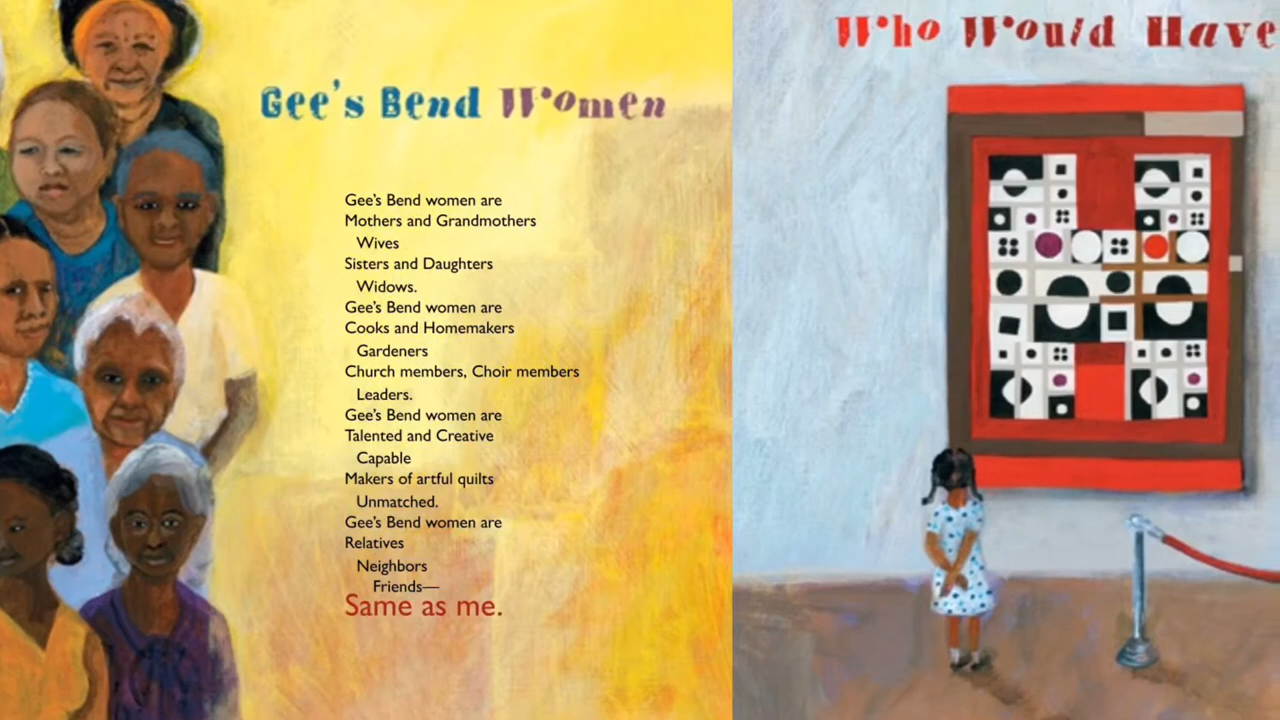 Gee's Bend Women
Gee's Bend women are
Mothers and Grandmothers
Wives
Sisters and Daughters
Widows.
Gee's Bend women are
Cooks and Homemakers
Gardeners
Church members, Choir members
Leaders.
Gee's Bend women are
Talented and Creative
Capable
Makers of artful quilts
Unmatched.
Gee's Bend women are
Relatives
Neighbors
Friends—
Same as me.
Who Would Have